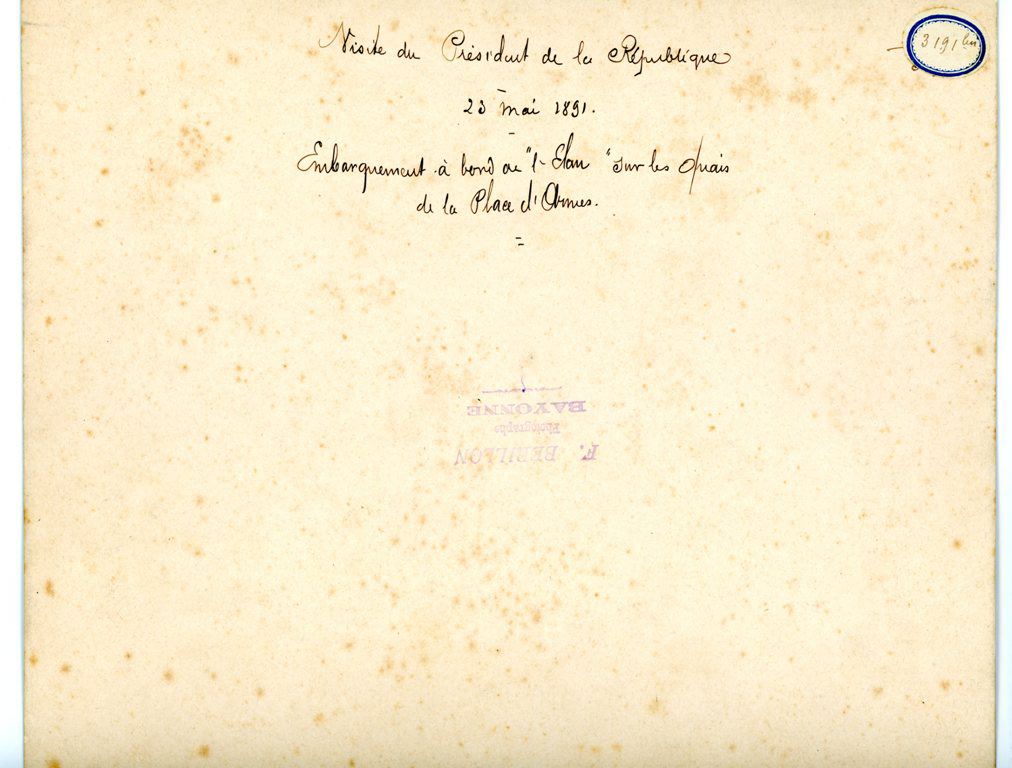 Visite du Président de la République
3191 bis
23 mai 1891.
Embarquement à bord de "l'Elan" sur les Quais
de la Place d'Armes.
F. BERILLON
Photographe
BAYONNE